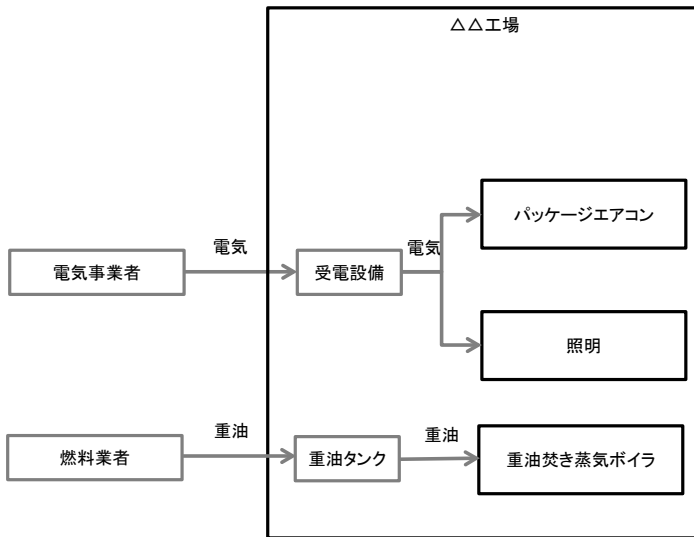 △△工場
パッケージエアコン
電気
電気
電気事業者
受電設備
照明
重油
重油
燃料業者
重油タンク
重油焚き蒸気ボイラ